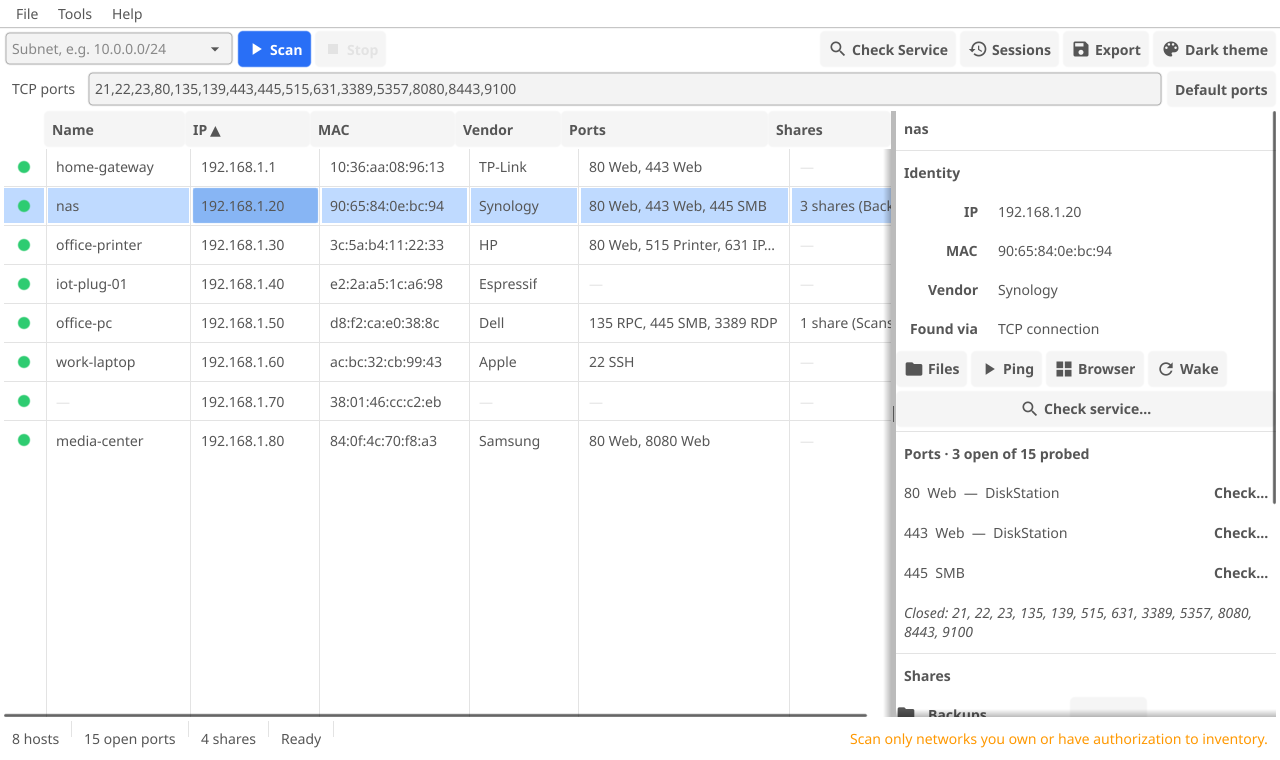 File Tools Help
Subnet, e.g. 10.0.0.0/24 Scan Stop Check Service Sessions Export Dark theme
TCP ports 21,22,23,80,135,139,443,445,515,631,3389,5357,8080,8443,9100 Default ports
Name IP ▲ MAC Vendor Ports Shares
home-gateway 192.168.1.1 10:36:aa:08:96:13 TP-Link 80 Web, 443 Web —
nas 192.168.1.20 90:65:84:0e:bc:94 Synology 80 Web, 443 Web, 445 SMB 3 shares (Back
office-printer 192.168.1.30 3c:5a:b4:11:22:33 HP 80 Web, 515 Printer, 631 IP... —
iot-plug-01 192.168.1.40 e2:2a:a5:1c:a6:98 Espressif — —
office-pc 192.168.1.50 d8:f2:ca:e0:38:8c Dell 135 RPC, 445 SMB, 3389 RDP 1 share (Scans
work-laptop 192.168.1.60 ac:bc:32:cb:99:43 Apple 22 SSH —
— 192.168.1.70 38:01:46:cc:c2:eb — — —
media-center 192.168.1.80 84:0f:4c:70:f8:a3 Samsung 80 Web, 8080 Web —
nas
Identity
IP 192.168.1.20
MAC 90:65:84:0e:bc:94
Vendor Synology
Found via TCP connection
Files Ping Browser Wake
Check service...
Ports · 3 open of 15 probed
80 Web — DiskStation Check...
443 Web — DiskStation Check...
445 SMB Check...
Closed: 21, 22, 23, 135, 139, 515, 631, 3389, 5357, 8080,
8443, 9100
Shares
Backups
8 hosts 15 open ports 4 shares Ready Scan only networks you own or have authorization to inventory.